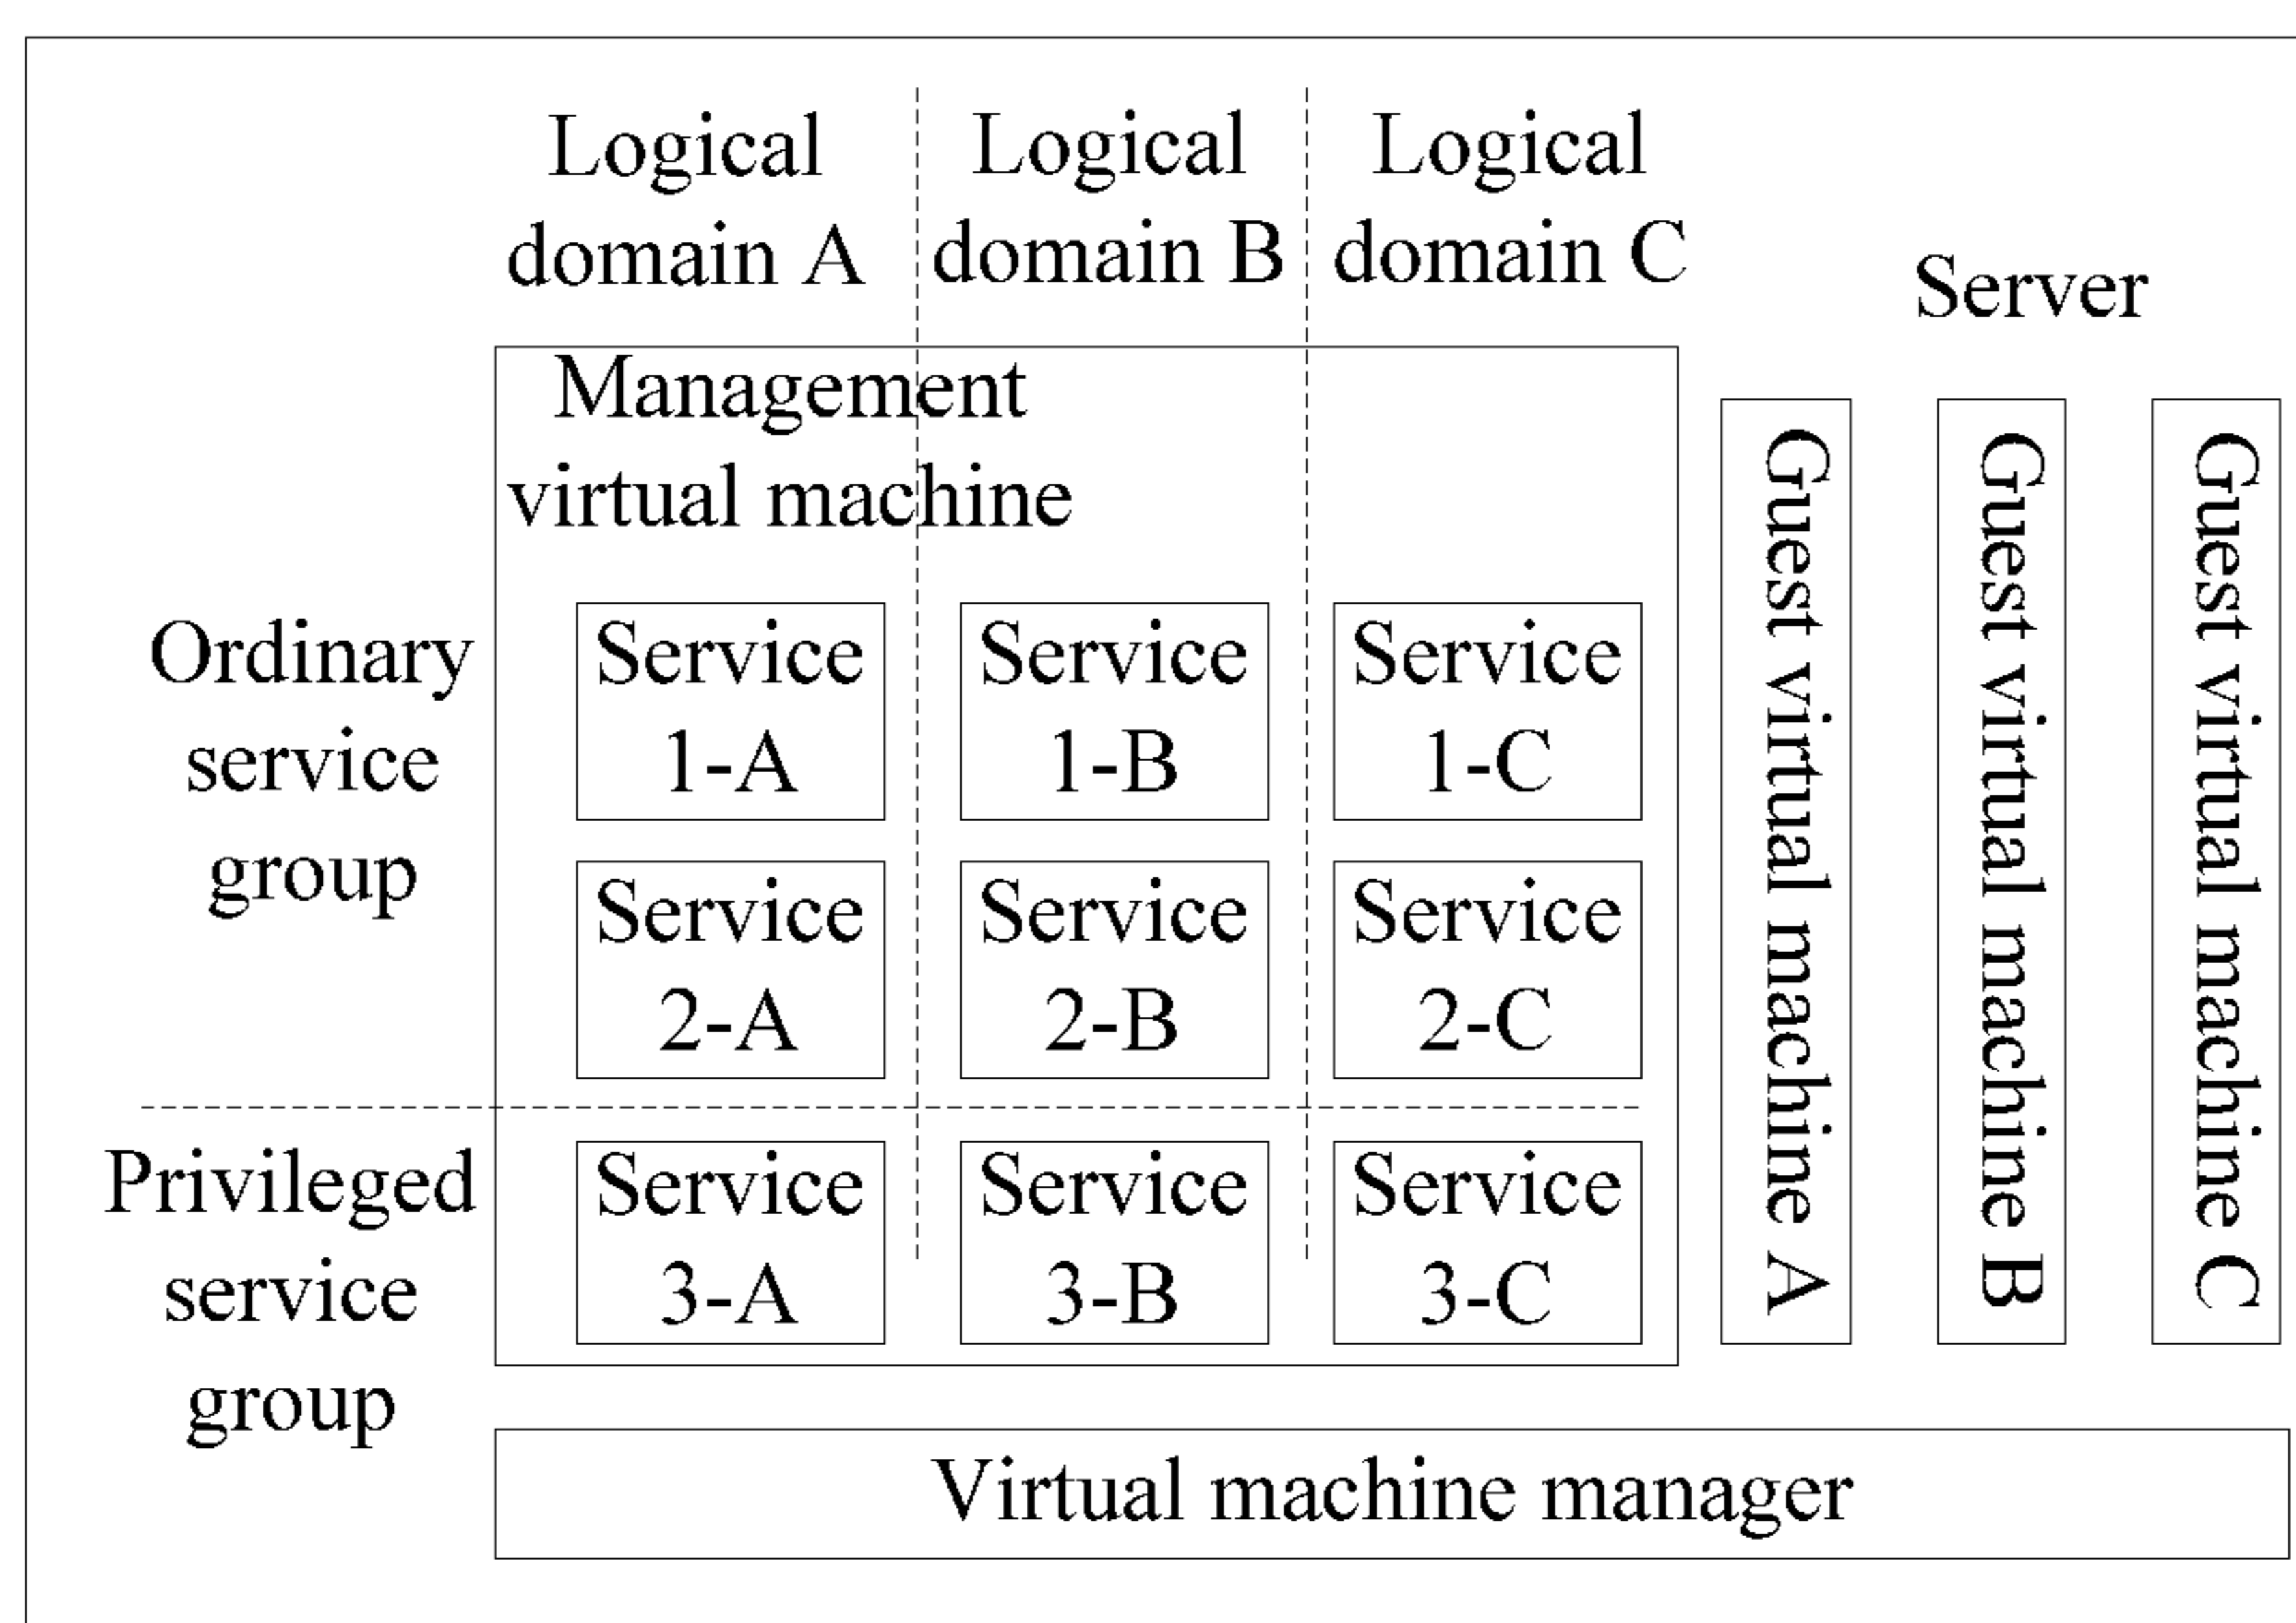 Logical
domain A
Logical
domain B
Logical
domain C
Server
Management
virtual machine
Ordinary
service
group
Service
1-A
Service
1-B
Service
1-C
Service
2-A
Service
2-B
Service
2-C
Privileged
service
group
Service
3-A
Service
3-B
Service
3-C
Guest virtual machine A
Guest virtual machine B
Guest virtual machine C
Virtual machine manager